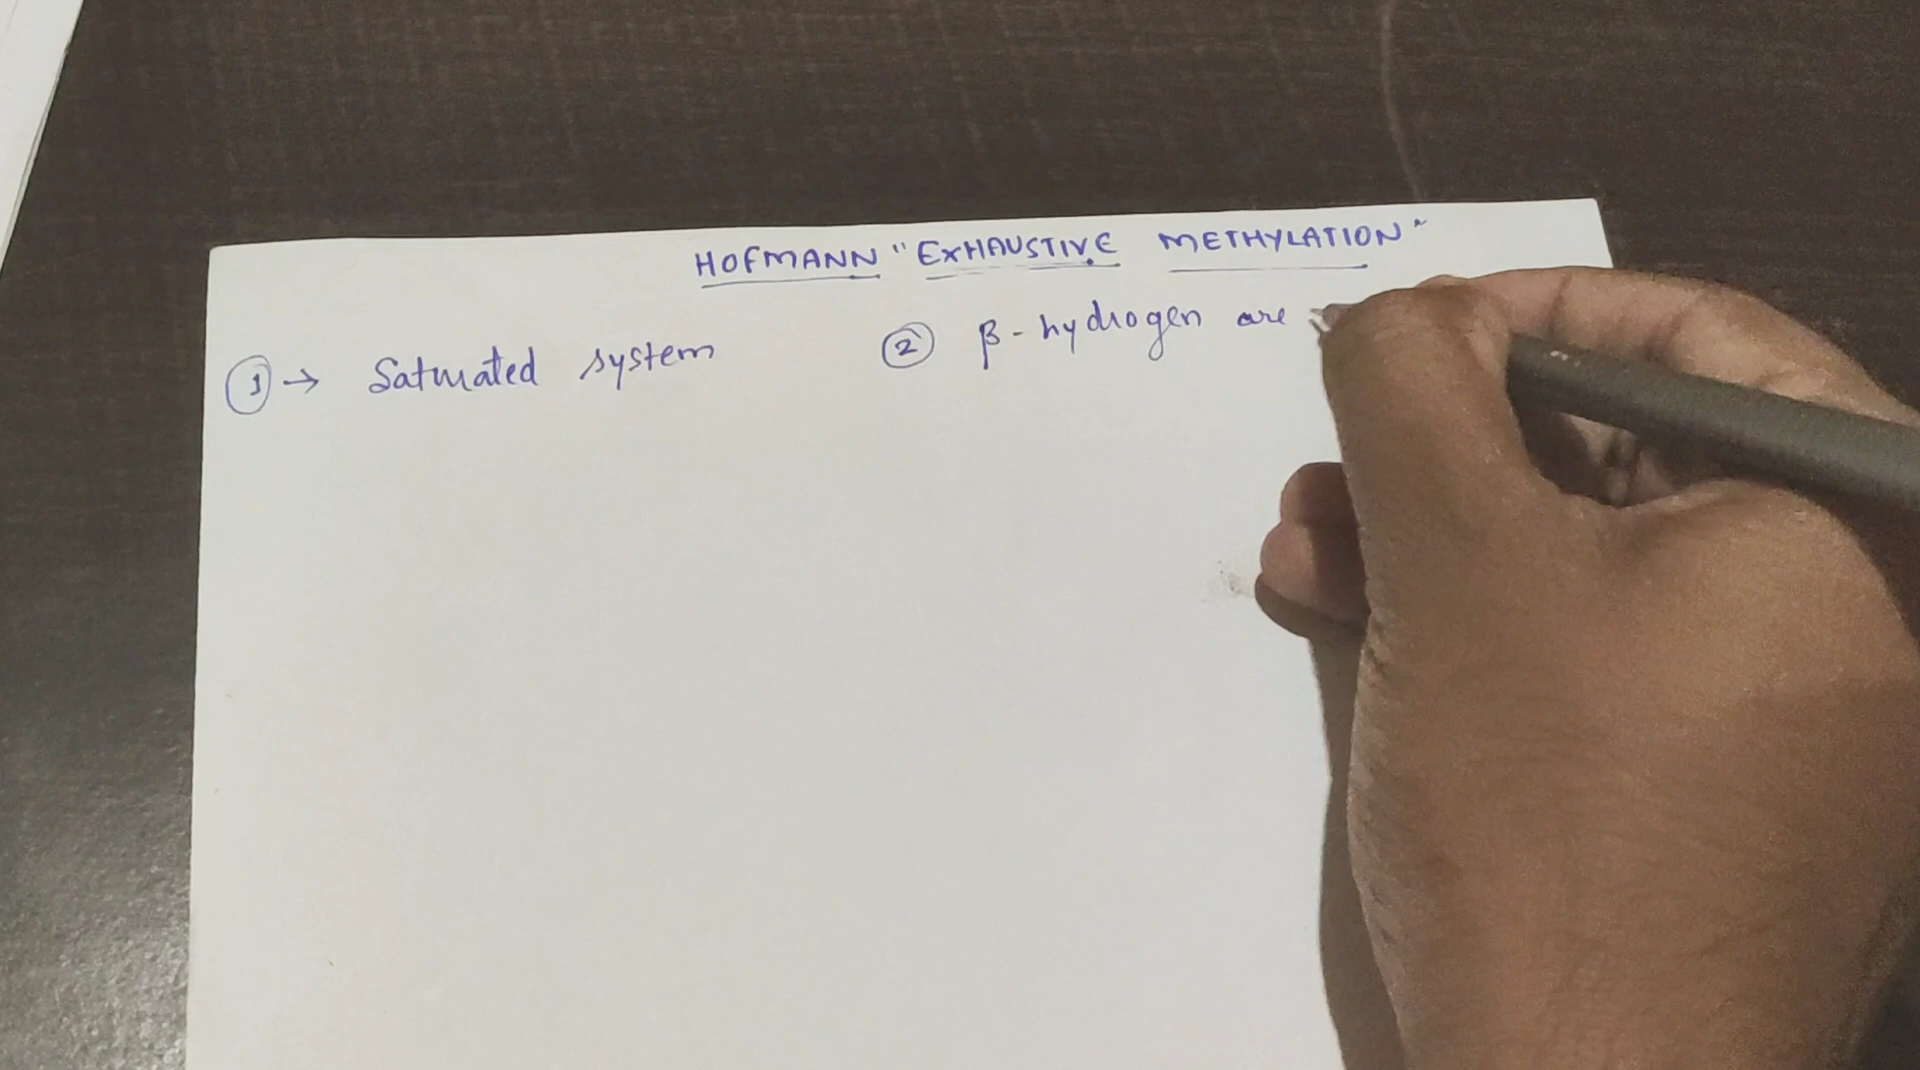 HOFMANN "EXHAUSTIVE METHYLATION"
① → Saturated system ② β-hydrogen are